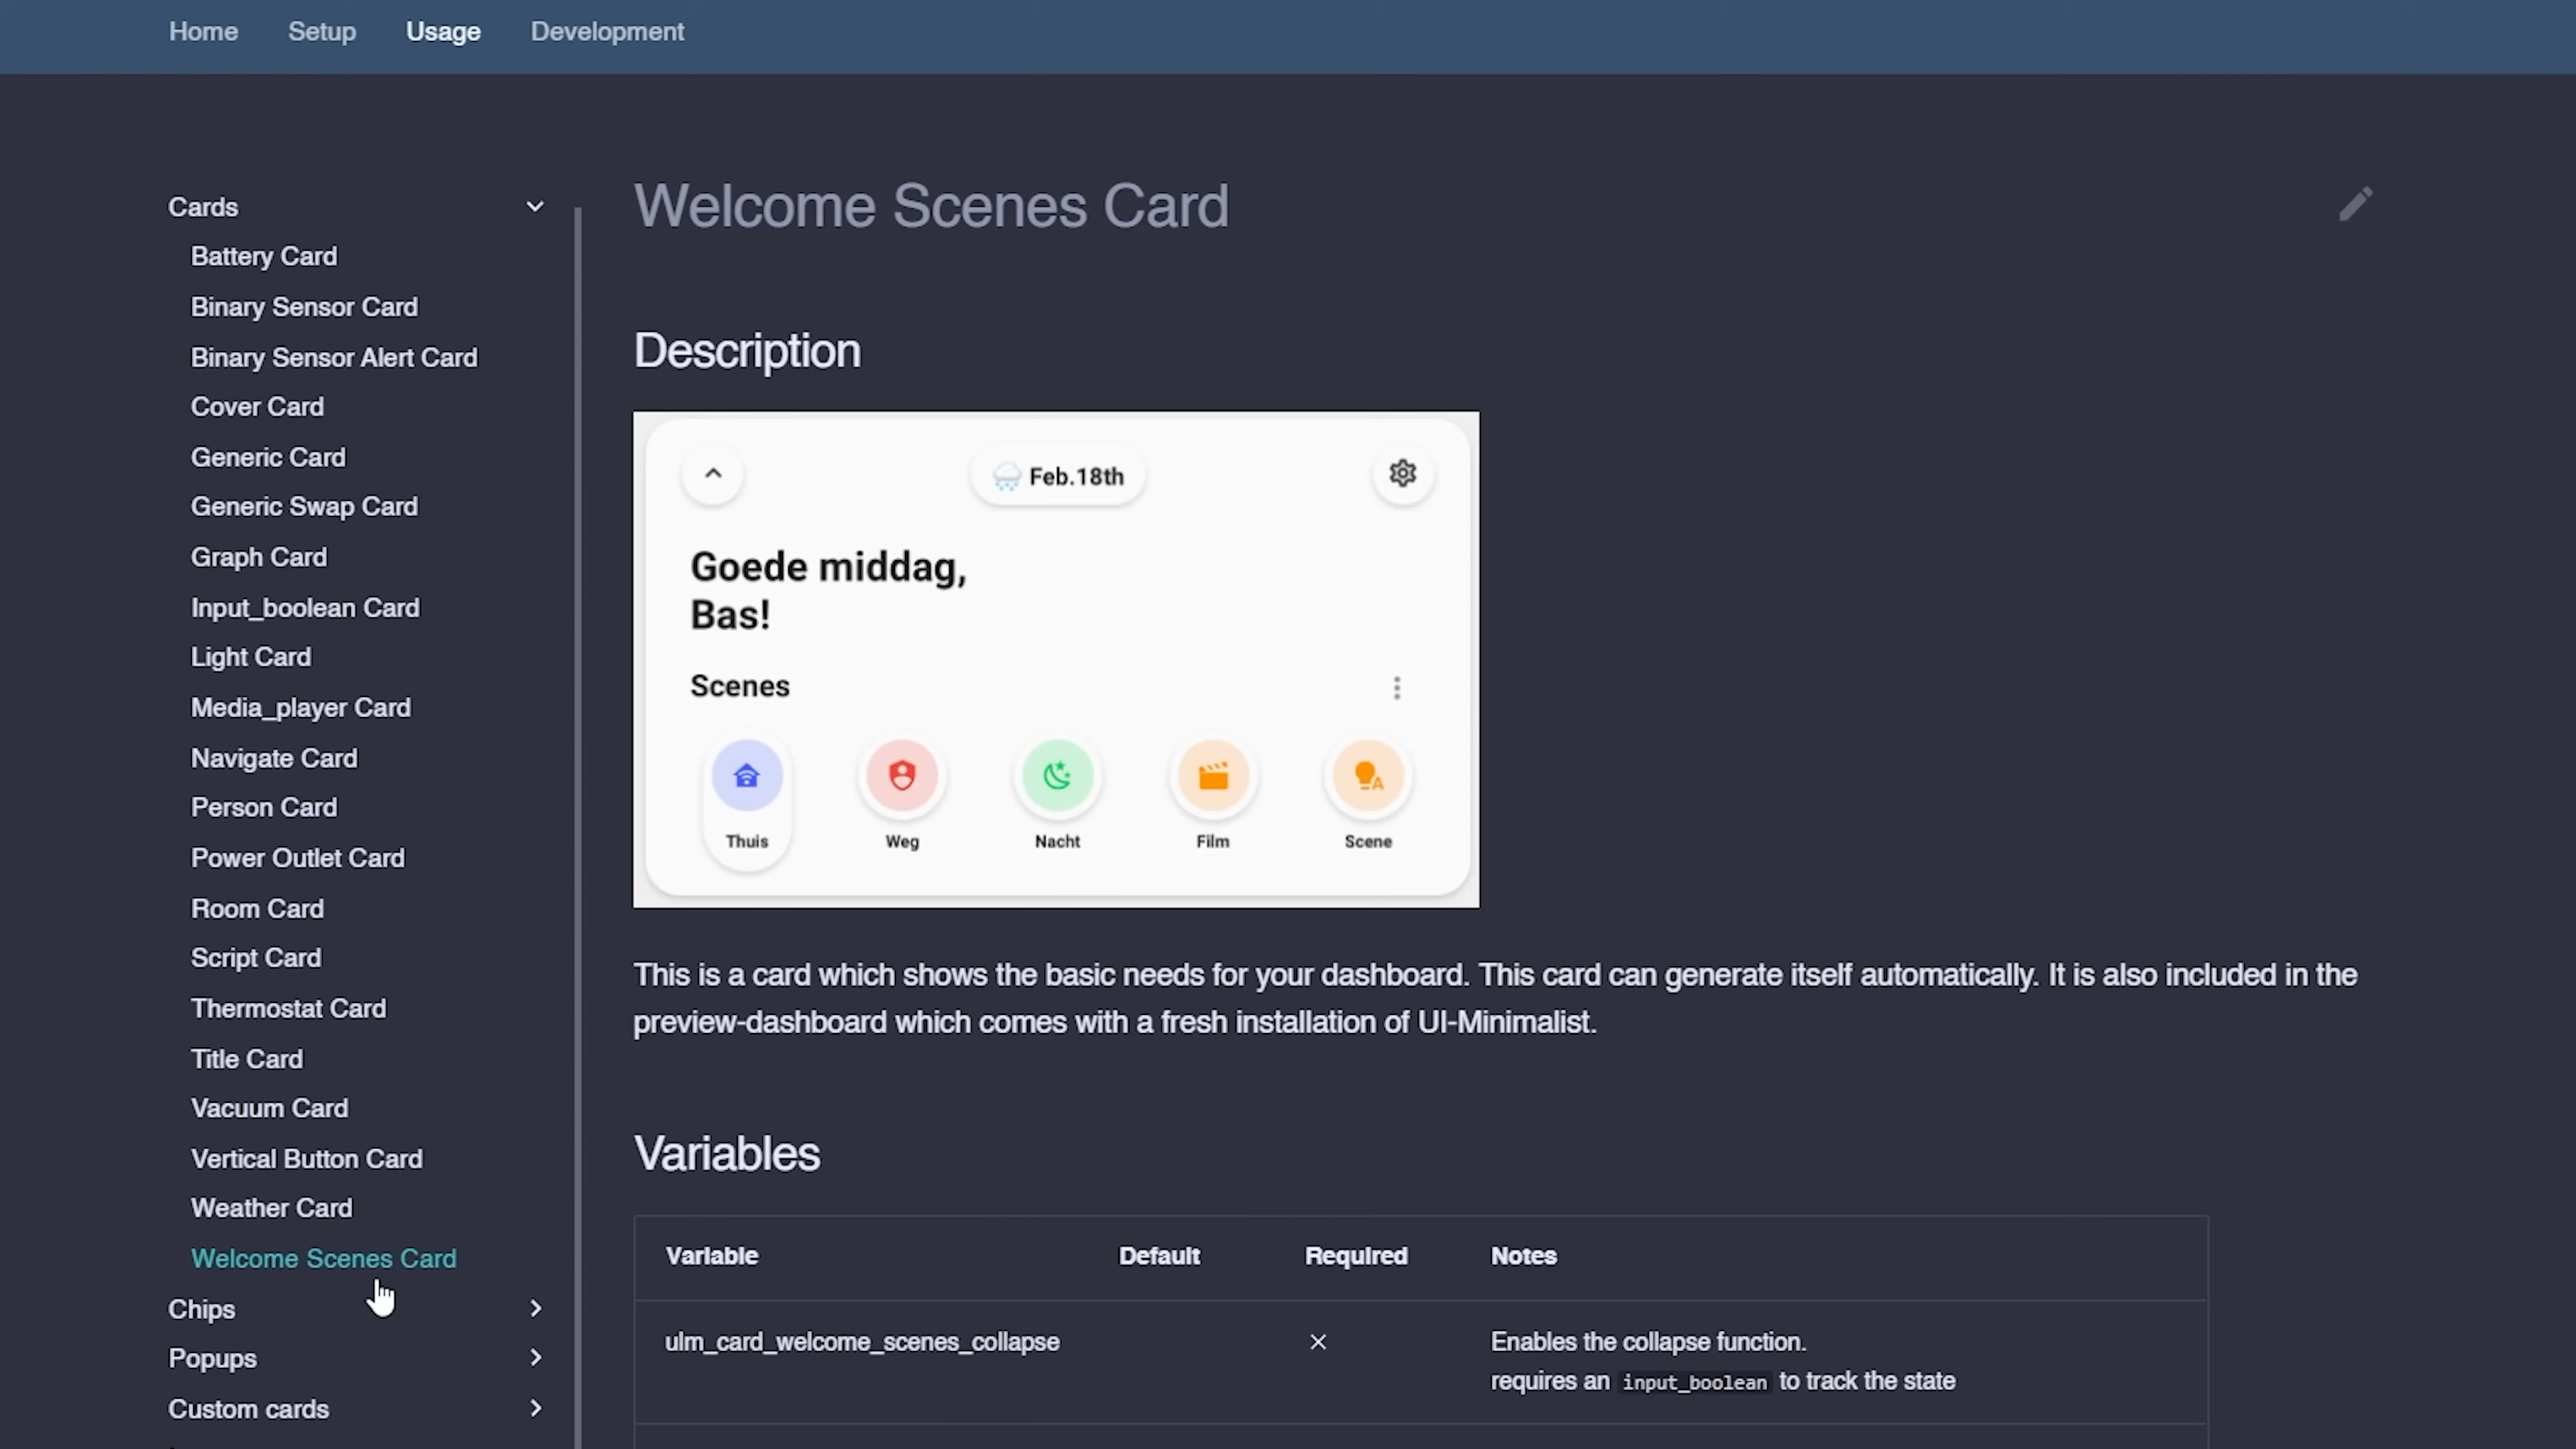 Home Setup Usage Development
Cards
Battery Card
Binary Sensor Card
Binary Sensor Alert Card
Cover Card
Generic Card
Generic Swap Card
Graph Card
Input_boolean Card
Light Card
Media_player Card
Navigate Card
Person Card
Power Outlet Card
Room Card
Script Card
Thermostat Card
Title Card
Vacuum Card
Vertical Button Card
Weather Card
Welcome Scenes Card
Chips
Popups
Custom cards
Welcome Scenes Card
Description
Feb.18th
Goede middag,
Bas!
Scenes
Thuis Weg Nacht Film Scene
This is a card which shows the basic needs for your dashboard. This card can generate itself automatically. It is also included in the
preview-dashboard which comes with a fresh installation of UI-Minimalist.
Variables
Variable Default Required Notes
ulm_card_welcome_scenes_collapse Enables the collapse function.
requires an input_boolean to track the state